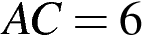 AC = 6